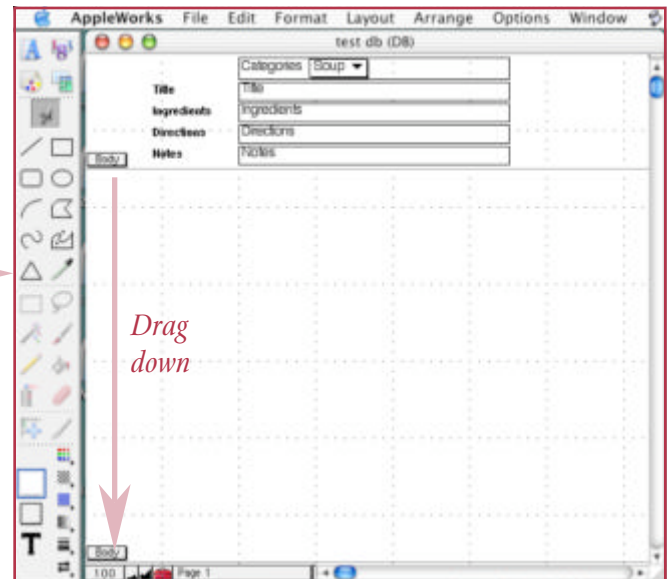 AppleWorks File Edit Format Layout Arrange Options Window
test db (DB)
Categories Soup
Title Title
Ingredients Ingredients
Directions Directions
Body Notes Notes
Drag
down
Body
100 Page 1